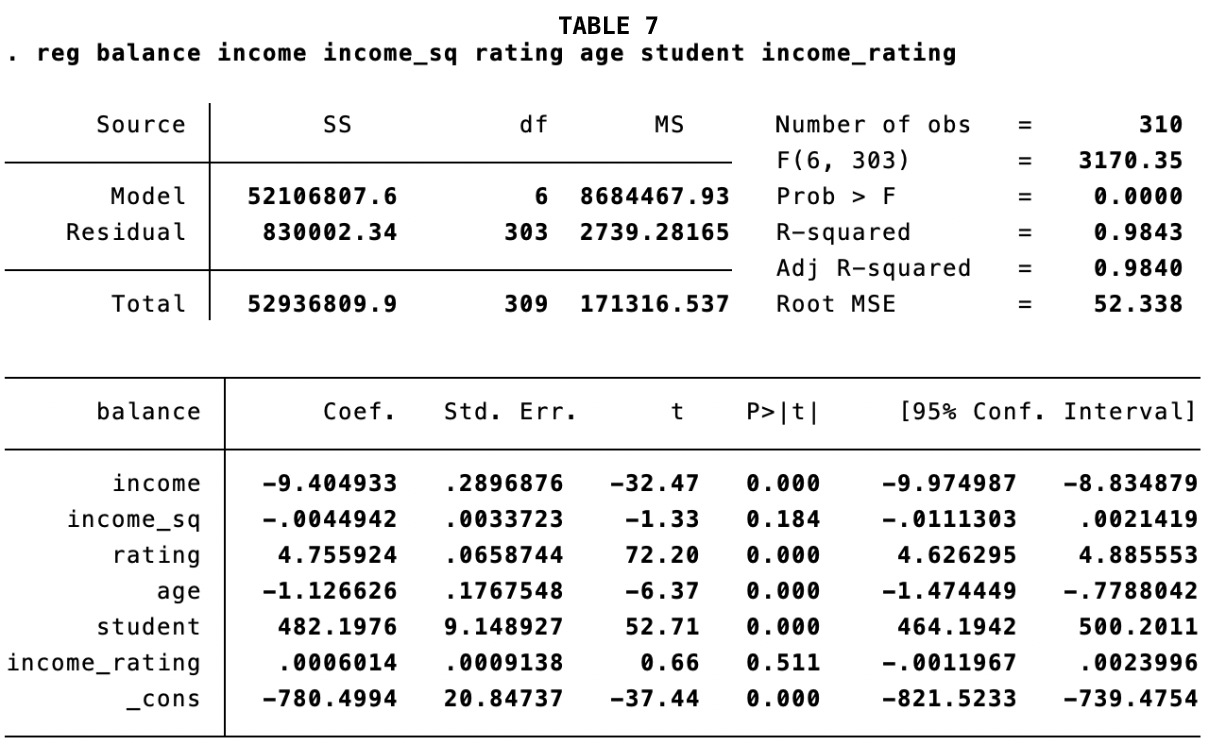 TABLE 7
. reg balance income income_sq rating age student income_rating
Source SS df MS Number of obs = 310
F(6, 303) = 3170.35
Model 52106807.6 6 8684467.93 Prob > F = 0.0000
Residual 830002.34 303 2739.28165 R-squared = 0.9843
Adj R-squared = 0.9840
Total 52936809.9 309 171316.537 Root MSE = 52.338
balance Coef. Std. Err. t P>|t| [95% Conf. Interval]
income -9.404933 .2896876 -32.47 0.000 -9.974987 -8.834879
income_sq -.0044942 .0033723 -1.33 0.184 -.0111303 .0021419
rating 4.755924 .0658744 72.20 0.000 4.626295 4.885553
age -1.126626 .1767548 -6.37 0.000 -1.474449 -.7788042
student 482.1976 9.148927 52.71 0.000 464.1942 500.2011
income_rating .0006014 .0009138 0.66 0.511 -.0011967 .0023996
_cons -780.4994 20.84737 -37.44 0.000 -821.5233 -739.4754